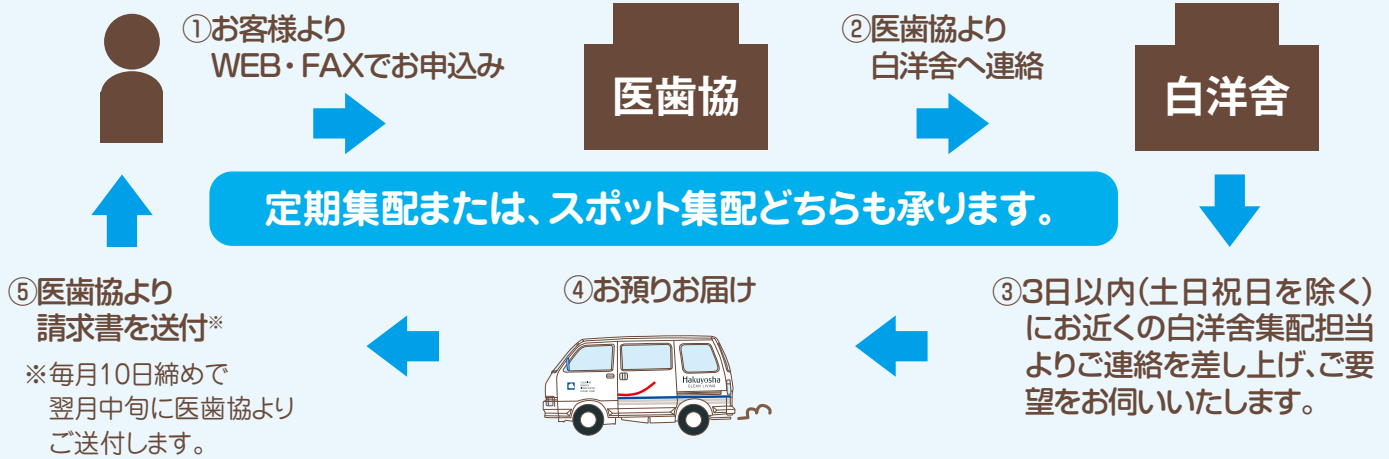 ①お客様より
WEB・FAXでお申込み
医歯協
②医歯協より
白洋舍へ連絡
白洋舍
定期集配または、スポット集配どちらも承ります。
③3日以内(土日祝日を除く)
にお近くの白洋舍集配担当
よりご連絡を差し上げ、ご要
望をお伺いいたします。
④お預りお届け
Hakuyosha
CLEAN LIVING
⑤医歯協より
請求書を送付※
※毎月10日締めで
翌月中旬に医歯協より
ご送付します。